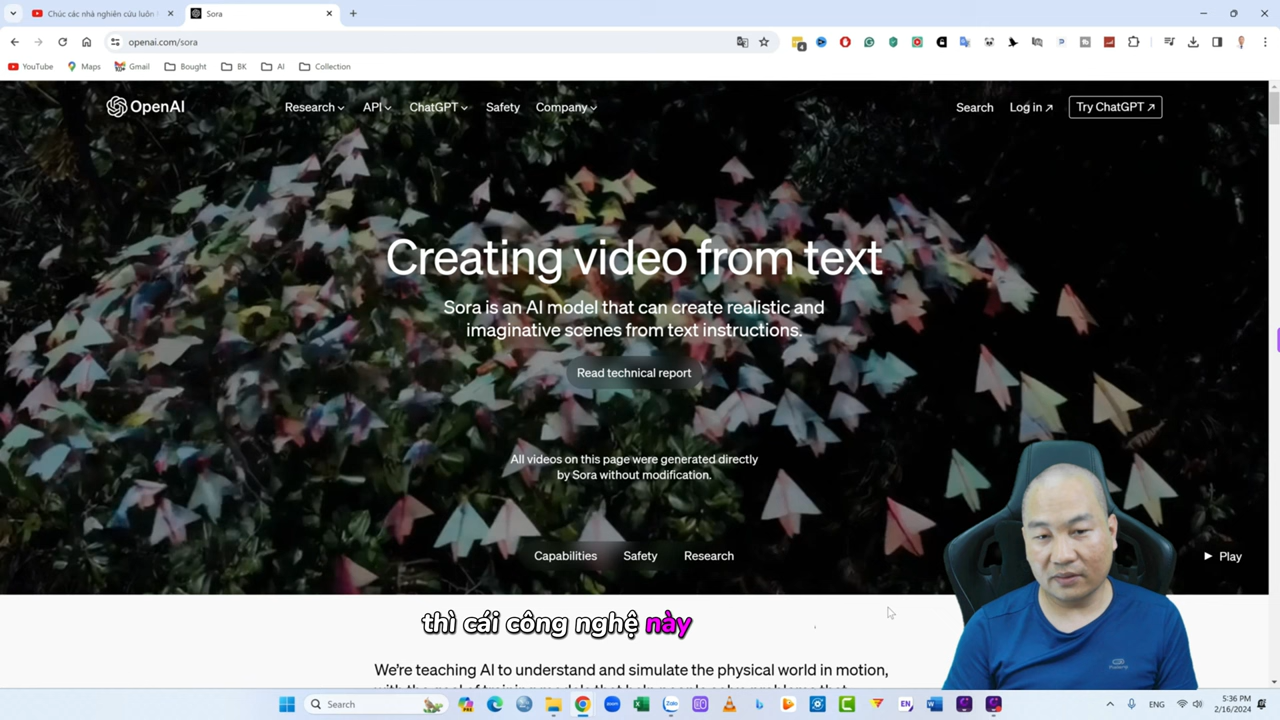 Chúc các nhà nghiên cứu luôn
Sora
openai.com/sora
YouTube
Maps
Gmail
Bought
BK
AI
Collection
OpenAI
Research
API
ChatGPT
Safety
Company
Search
Log in
Try ChatGPT
Creating video from text
Sora is an AI model that can create realistic and
imaginative scenes from text instructions.
Read technical report
All videos on this page were generated directly
by Sora without modification.
Capabilities
Safety
Research
Play
thì cái công nghệ này
We're teaching AI to understand and simulate the physical world in motion,
Search
ENG
5:36 PM
2/16/2024